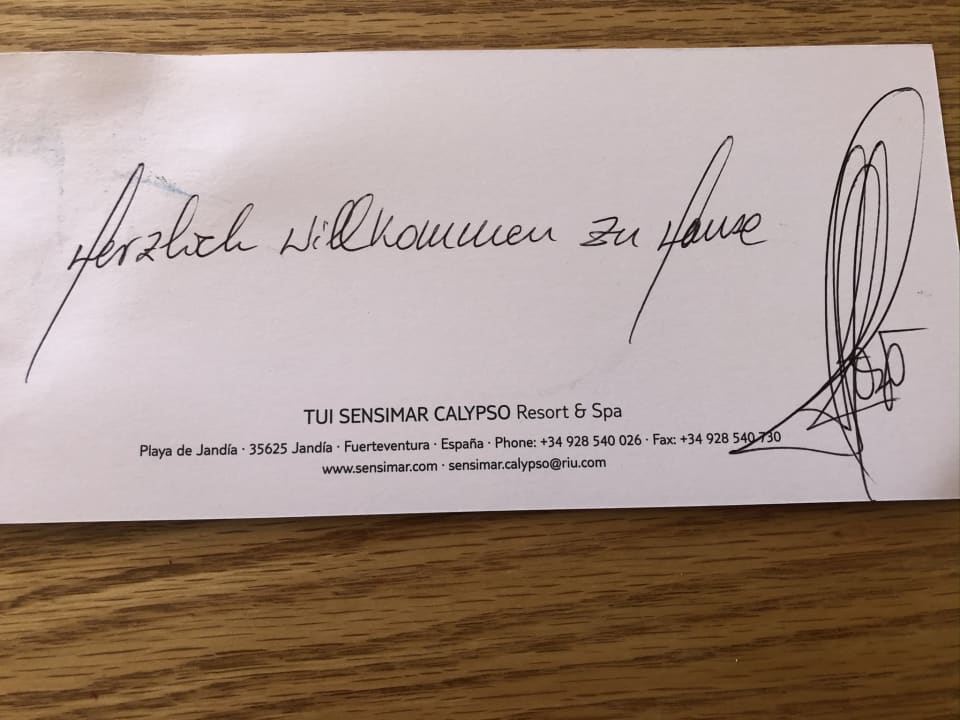 Herzlich Willkommen zu Hause
TUI SENSIMAR CALYPSO Resort & Spa
Playa de Jandía · 35625 Jandía · Fuerteventura · España · Phone: +34 928 540 026 · Fax: +34 928 540 730
www.sensimar.com · sensimar.calypso@riu.com